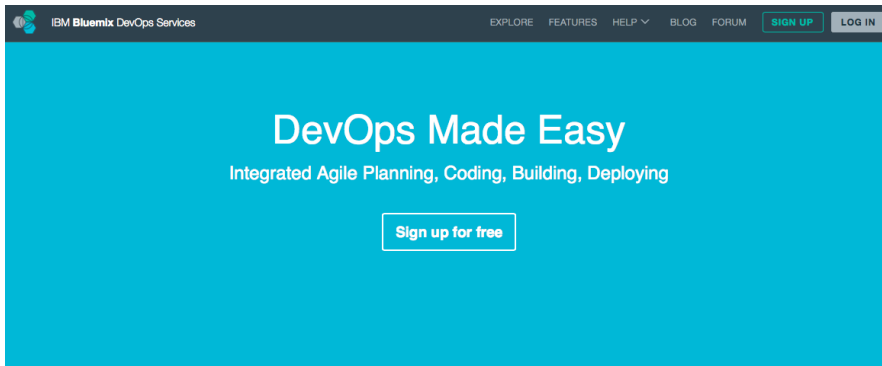 IBM Bluemix DevOps Services EXPLORE FEATURES HELP BLOG FORUM SIGN UP LOG IN
DevOps Made Easy
Integrated Agile Planning, Coding, Building, Deploying
Sign up for free